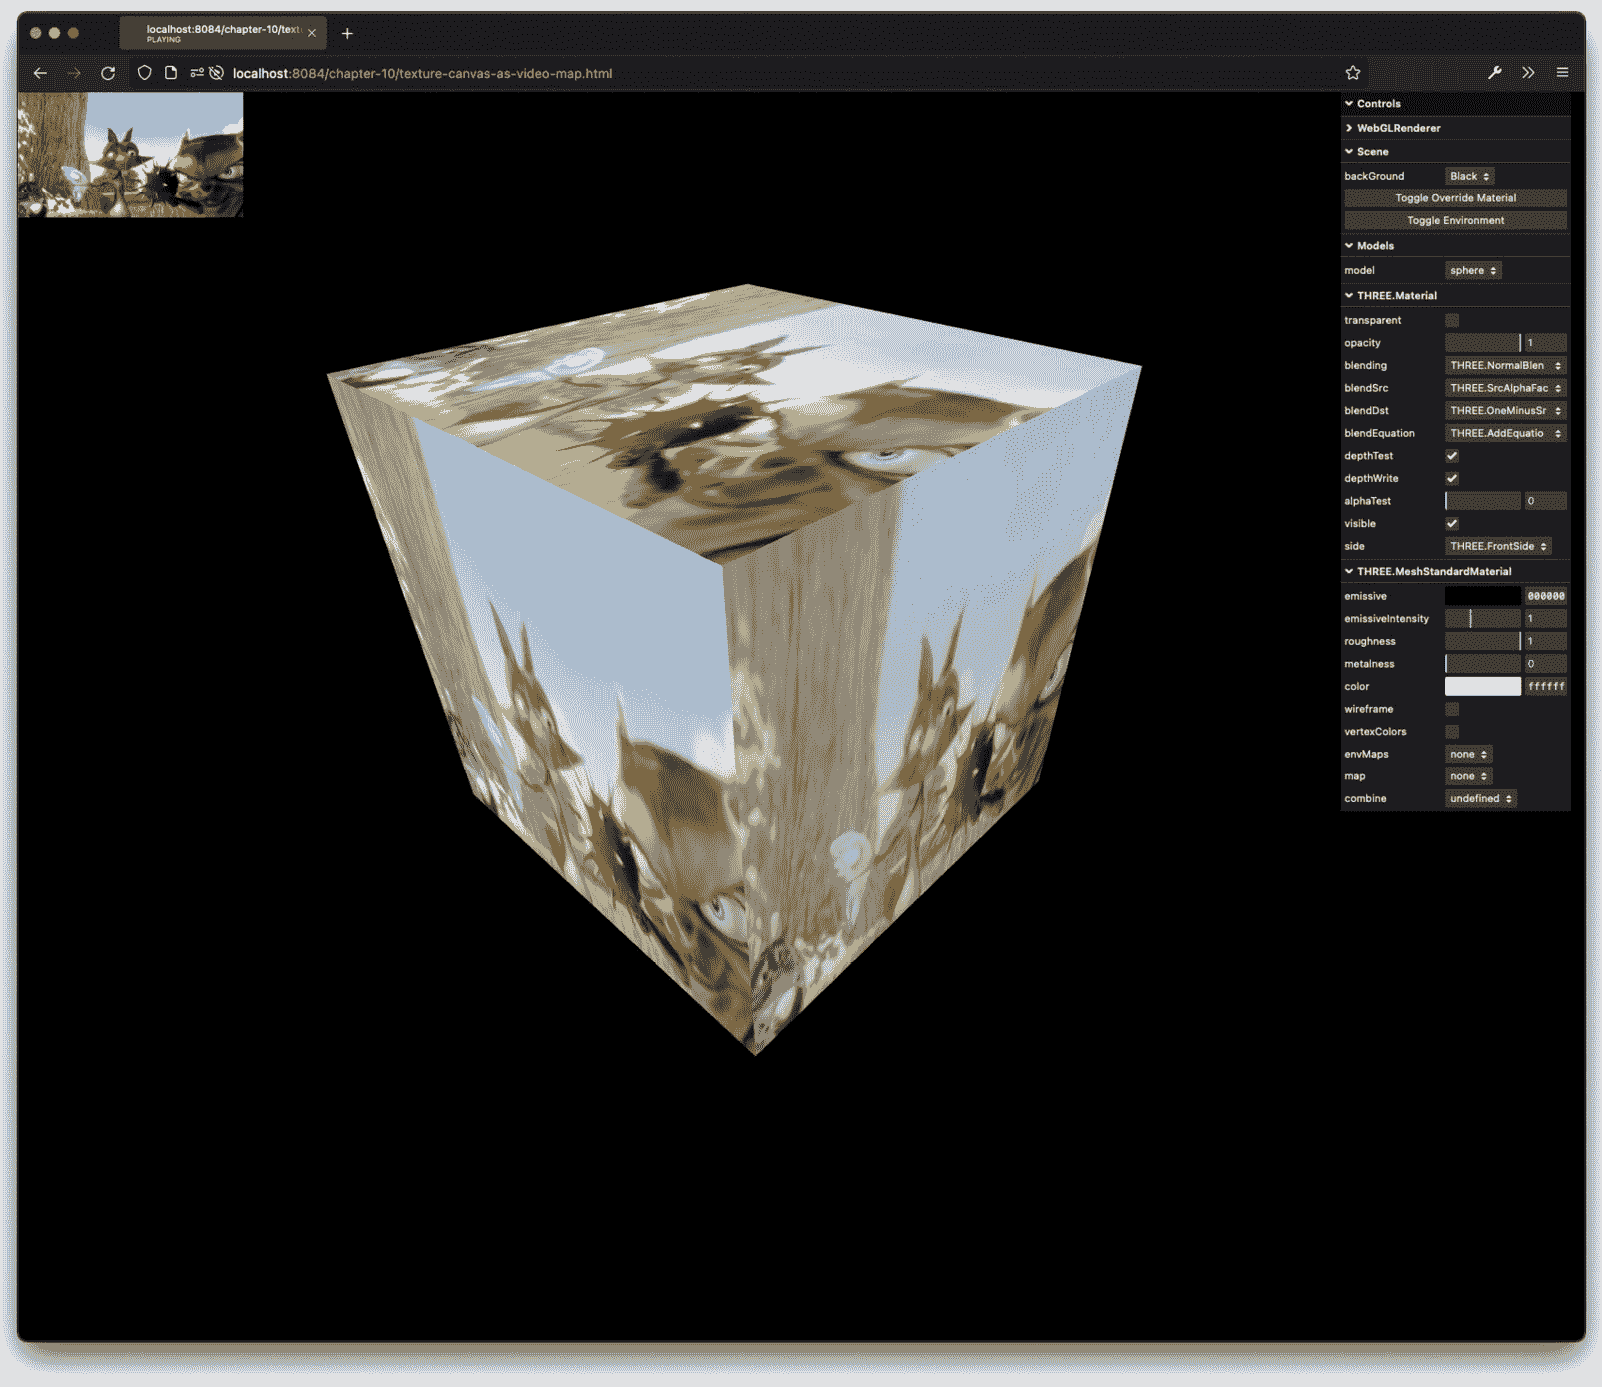 localhost:8084/chapter-10/text
PLAYING
localhost:8084/chapter-10/texture-canvas-as-video-map.html
Controls
WebGLRenderer
Scene
backGround Black
Toggle Override Material
Toggle Environment
Models
model sphere
THREE.Material
transparent
opacity 1
blending THREE.NormalBlen
blendSrc THREE.SrcAlphaFac
blendDst THREE.OneMinusSr
blendEquation THREE.AddEquatio
depthTest
depthWrite
alphaTest 0
visible
side THREE.FrontSide
THREE.MeshStandardMaterial
emissive 000000
emissiveIntensity 1
roughness 1
metalness 0
color ffffff
wireframe
vertexColors
envMaps none
map none
combine undefined